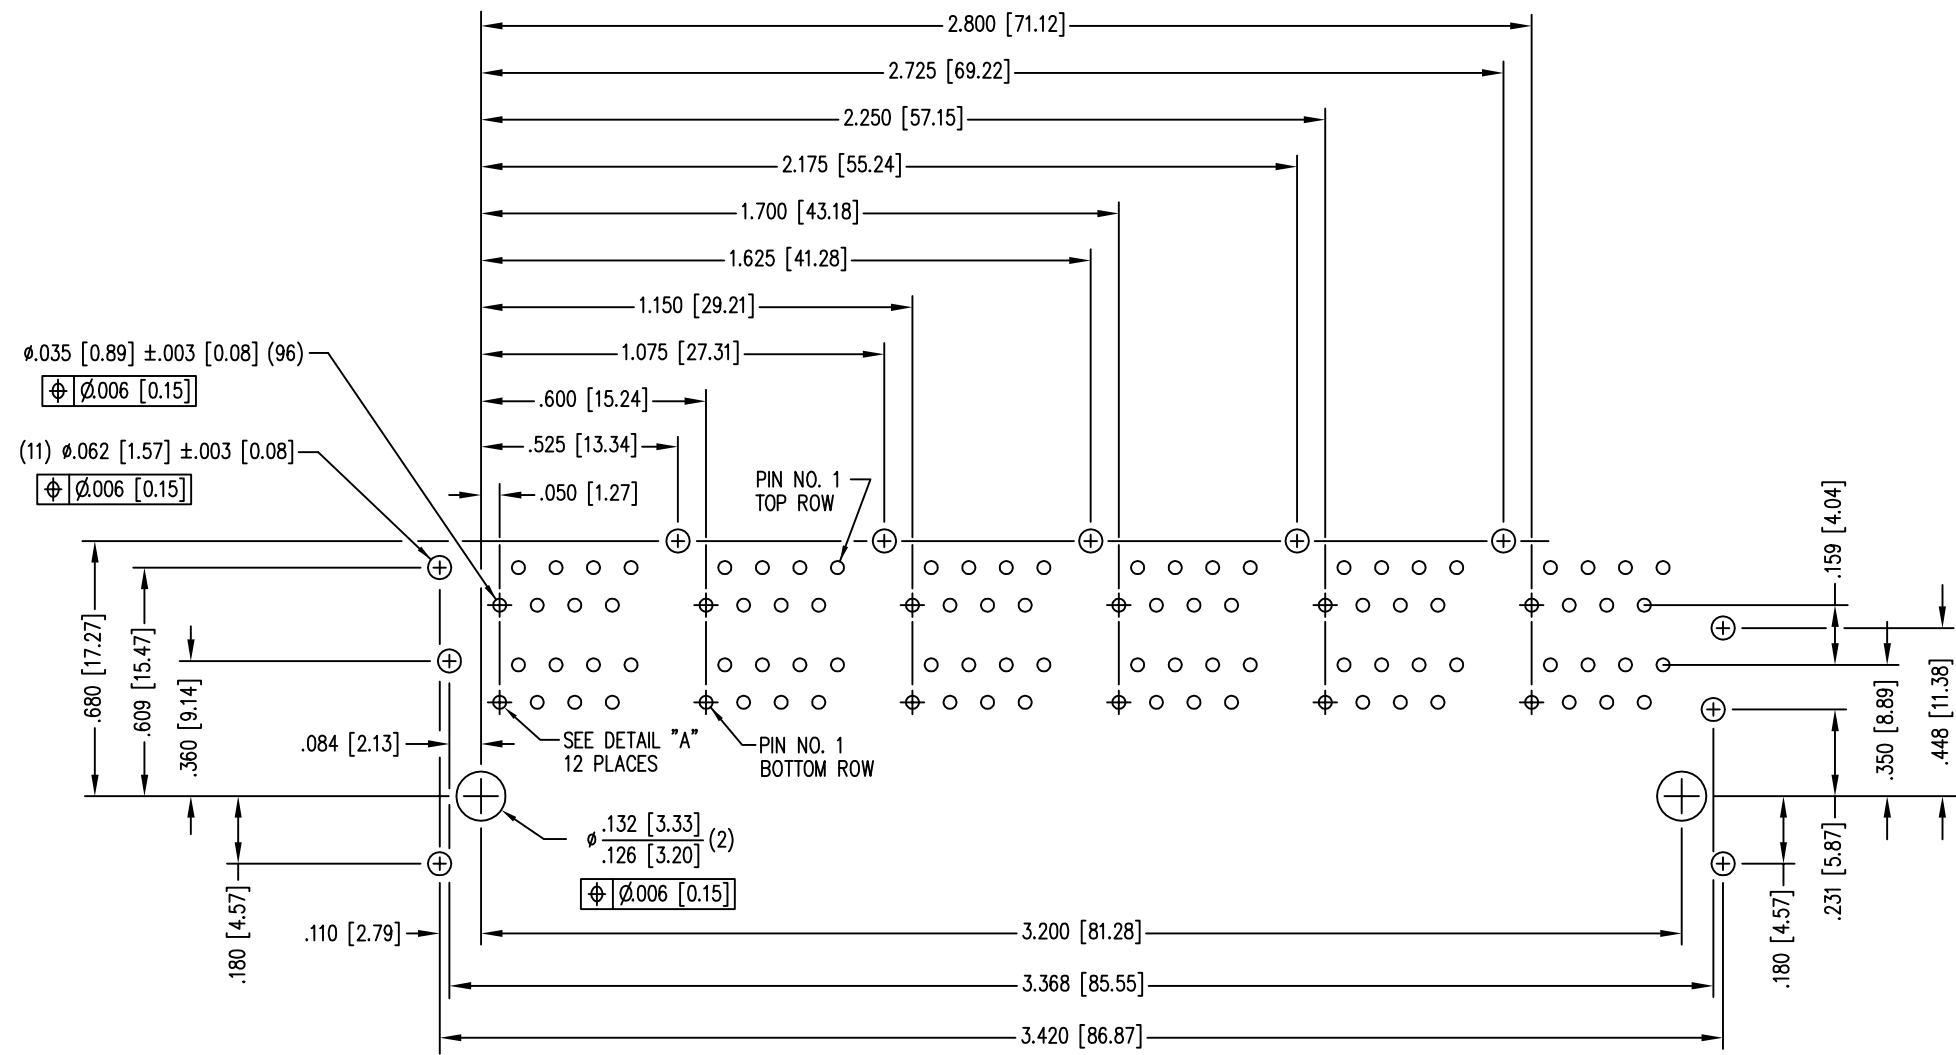 2.800 [71.12]
2.725 [69.22]
2.250 [57.15]
2.175 [55.24]
1.700 [43.18]
1.625 [41.28]
1.150 [29.21]
ø.035 [0.89] ±.003 [0.08] (96)
1.075 [27.31]
⌖ Ø.006 [0.15]
.600 [15.24]
(11) ø.062 [1.57] ±.003 [0.08]
.525 [13.34]
⌖ Ø.006 [0.15]
.050 [1.27]
PIN NO. 1
TOP ROW
.159 [4.04]
.680 [17.27]
.609 [15.47]
.360 [9.14]
.084 [2.13]
SEE DETAIL "A"
12 PLACES
PIN NO. 1
BOTTOM ROW
.350 [8.89]
.448 [11.38]
ø .132 [3.33]
.126 [3.20] (2)
⌖ Ø.006 [0.15]
.231 [5.87]
.180 [4.57]
.180 [4.57]
.110 [2.79]
3.200 [81.28]
3.368 [85.55]
3.420 [86.87]